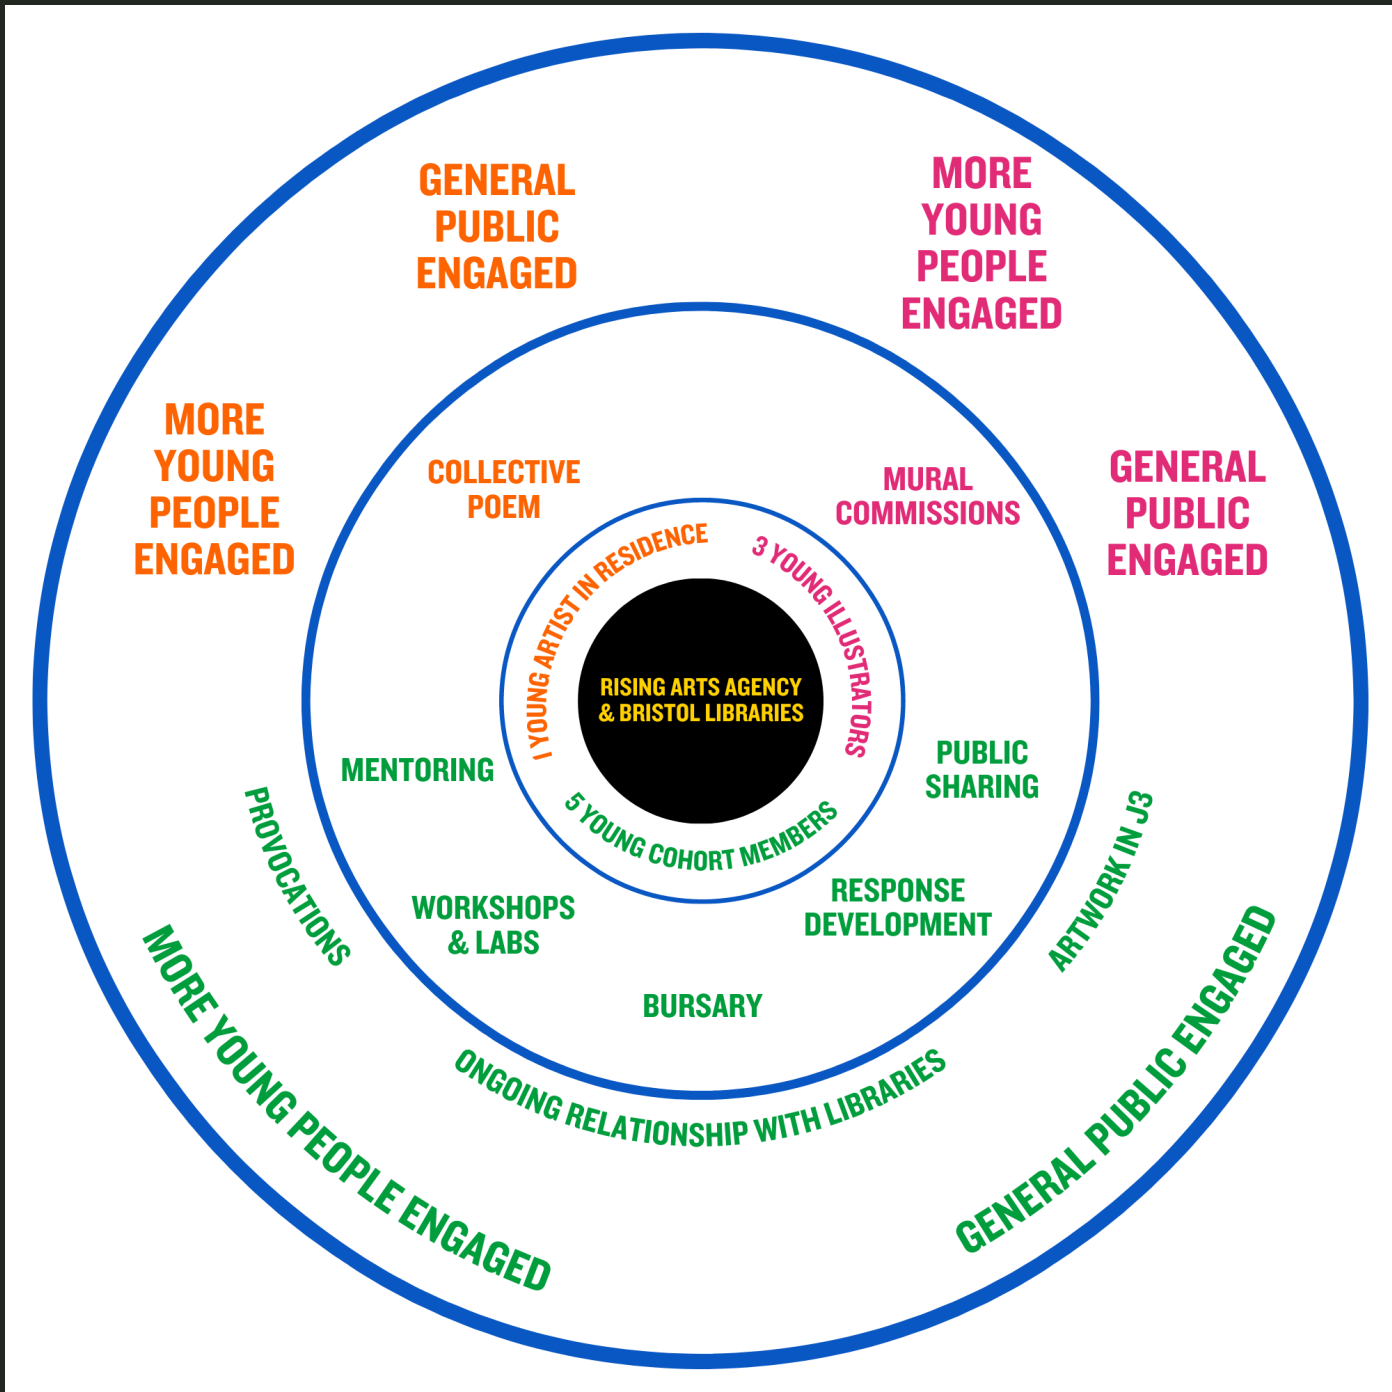 GENERAL
PUBLIC
ENGAGED
MORE
YOUNG
PEOPLE
ENGAGED
MORE
YOUNG
PEOPLE
ENGAGED
GENERAL
PUBLIC
ENGAGED
COLLECTIVE
POEM
MURAL
COMMISSIONS
1 YOUNG ARTIST IN RESIDENCE
3 YOUNG ILLUSTRATORS
RISING ARTS AGENCY
& BRISTOL LIBRARIES
5 YOUNG COHORT MEMBERS
MENTORING
PUBLIC
SHARING
WORKSHOPS
& LABS
RESPONSE
DEVELOPMENT
BURSARY
PROVOCATIONS
ARTWORK IN J3
ONGOING RELATIONSHIP WITH LIBRARIES
MORE YOUNG PEOPLE ENGAGED
GENERAL PUBLIC ENGAGED